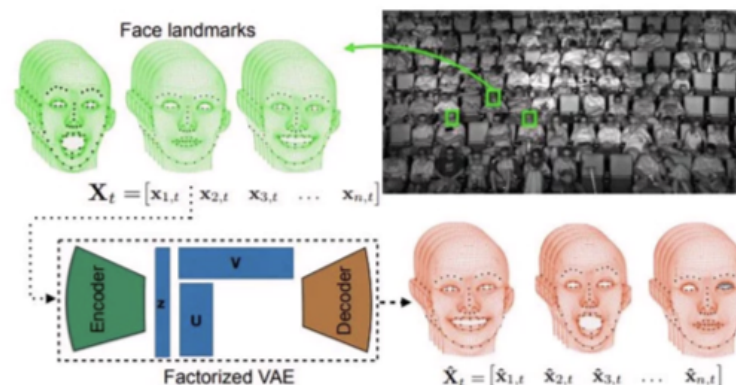 Face landmarks
X_t = [x_{1,t} x_{2,t} x_{3,t} ... x_{n,t}]
Encoder
z
V
U
Decoder
Factorized VAE
X̂_t = [x̂_{1,t} x̂_{2,t} x̂_{3,t} ... x̂_{n,t}]